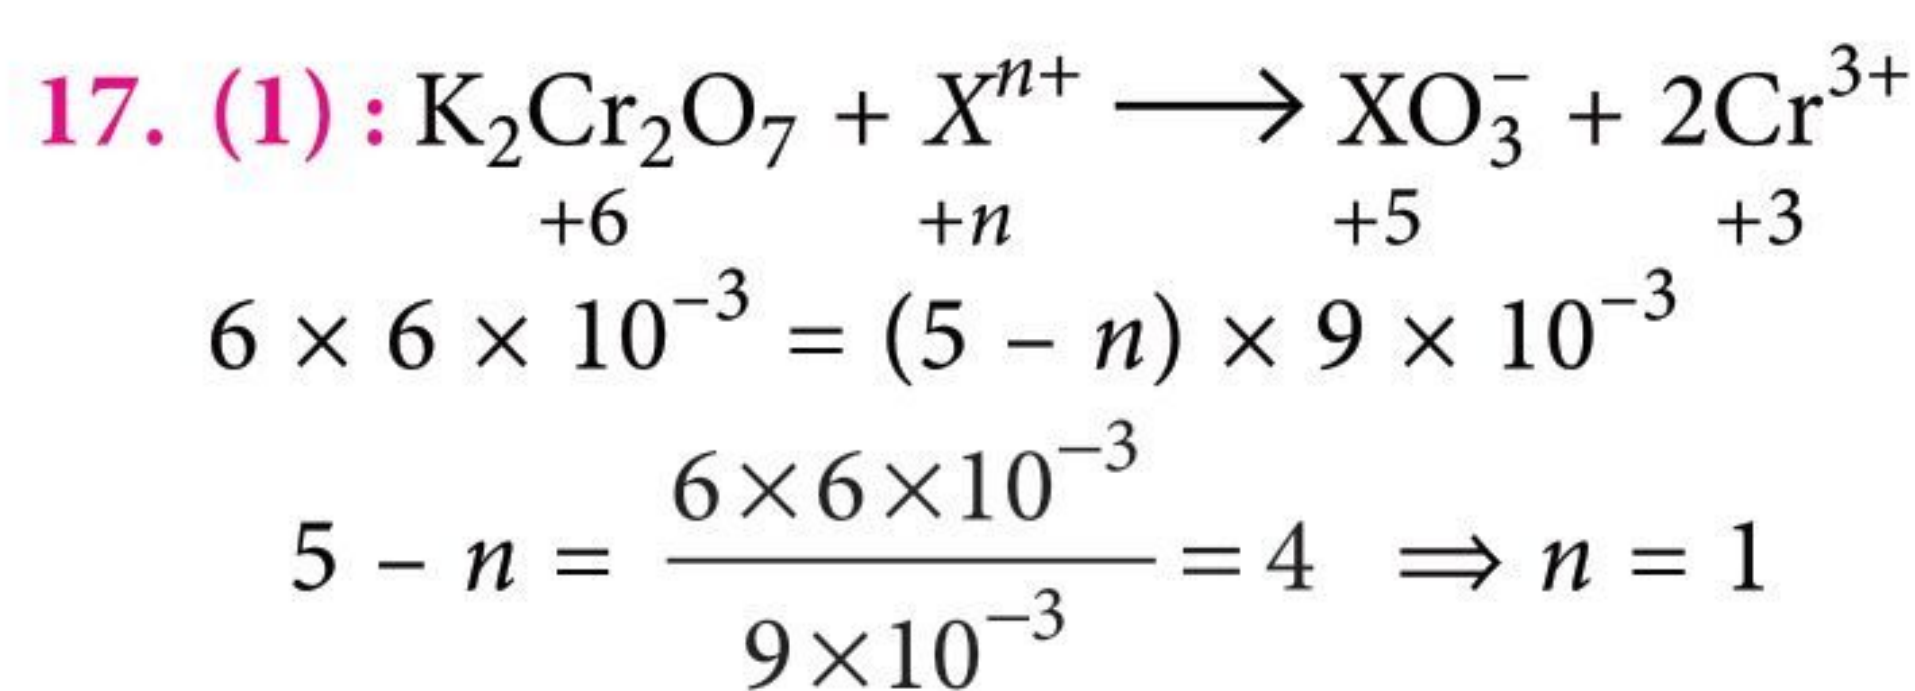 17. (1) : K₂Cr₂O₇ + Xⁿ⁺ ⟶ XO₃⁻ + 2Cr³⁺
+6 +n +5 +3
6 × 6 × 10⁻³ = (5 – n) × 9 × 10⁻³
5 – n = (6×6×10⁻³)/(9×10⁻³) = 4 ⇒ n = 1